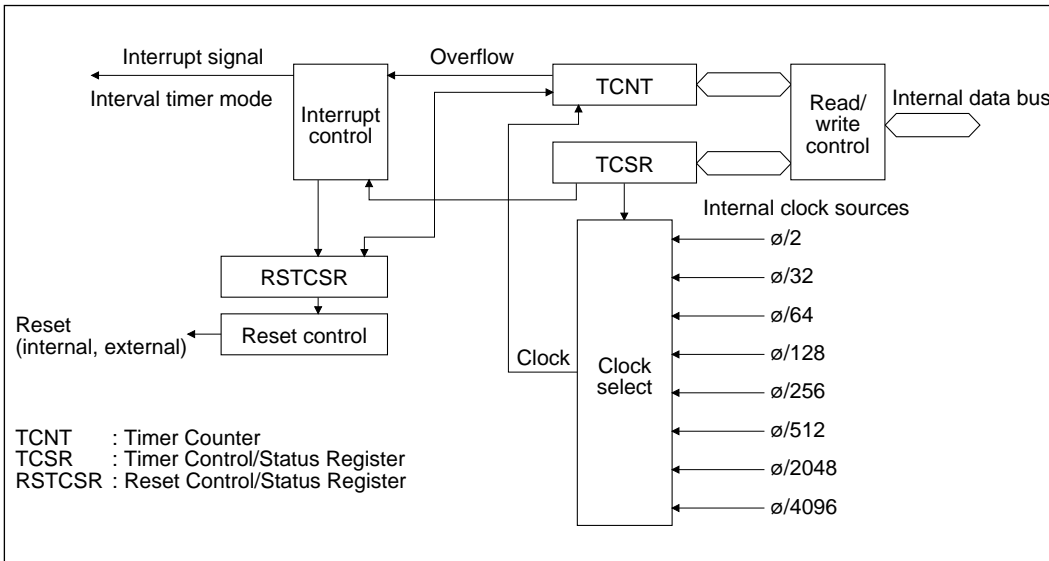 Interrupt signal
Interval timer mode
Interrupt
control
Overflow
TCNT
TCSR
Read/
write
control
Internal data bus
Internal clock sources
RSTCSR
Reset control
Reset
(internal, external)
Clock
Clock
select
ø/2
ø/32
ø/64
ø/128
ø/256
ø/512
ø/2048
ø/4096
TCNT : Timer Counter
TCSR : Timer Control/Status Register
RSTCSR : Reset Control/Status Register